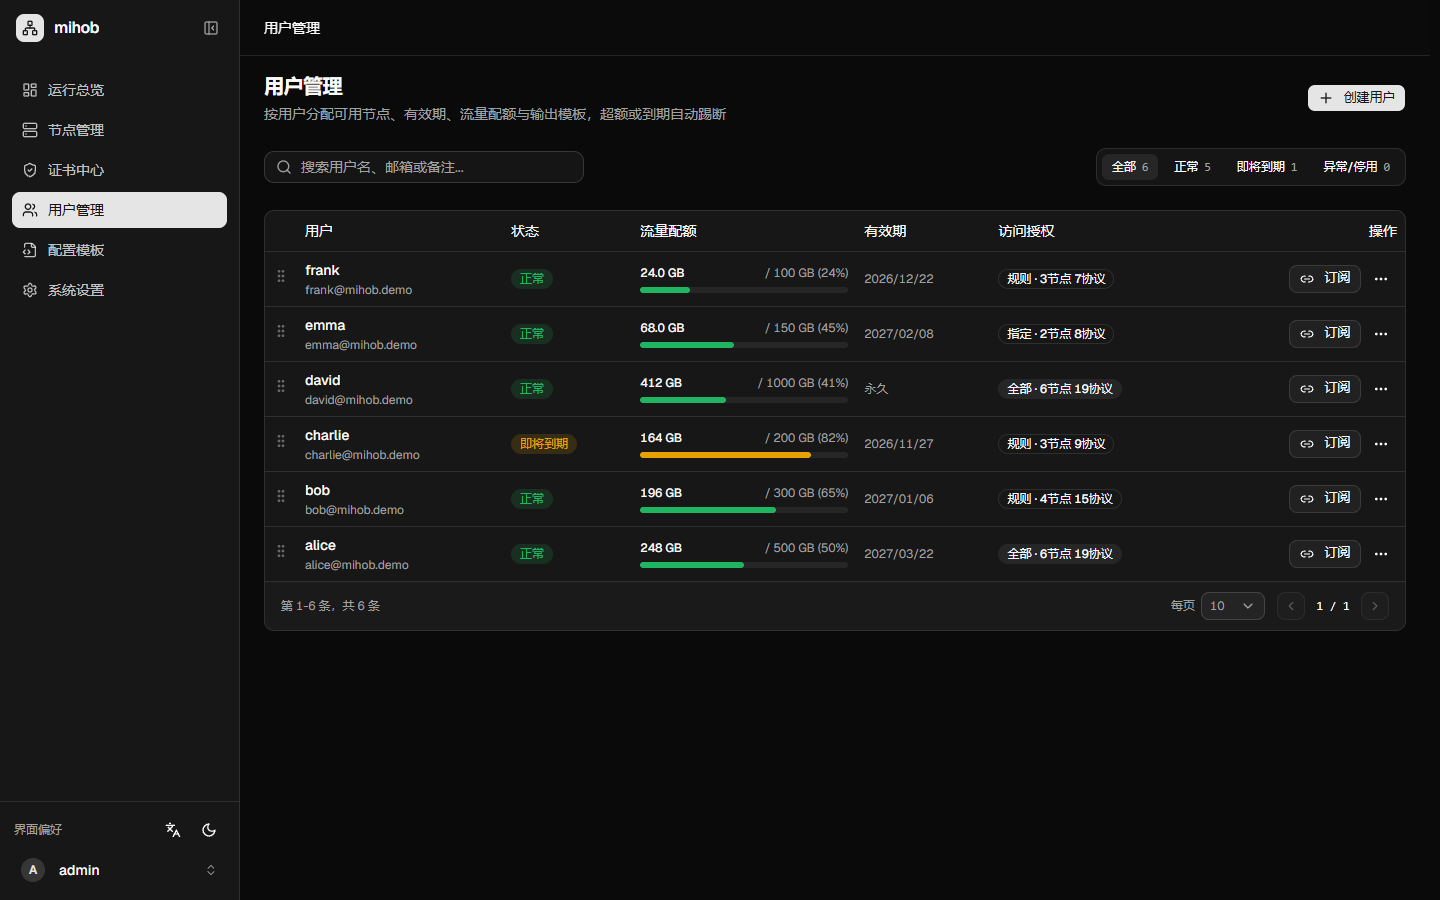 mihob
运行总览
节点管理
证书中心
用户管理
配置模板
系统设置
界面偏好
A
admin
用户管理
用户管理
按用户分配可用节点、有效期、流量配额与输出模板，超额或到期自动踢断
创建用户
搜索用户名、邮箱或备注...
全部 6 正常 5 即将到期 1 异常/停用 0
用户 状态 流量配额 有效期 访问授权 操作
frank
frank@mihob.demo
正常
24.0 GB / 100 GB (24%)
2026/12/22
规则 · 3节点 7协议
订阅
emma
emma@mihob.demo
正常
68.0 GB / 150 GB (45%)
2027/02/08
指定 · 2节点 8协议
订阅
david
david@mihob.demo
正常
412 GB / 1000 GB (41%)
永久
全部 · 6节点 19协议
订阅
charlie
charlie@mihob.demo
即将到期
164 GB / 200 GB (82%)
2026/11/27
规则 · 3节点 9协议
订阅
bob
bob@mihob.demo
正常
196 GB / 300 GB (65%)
2027/01/06
规则 · 4节点 15协议
订阅
alice
alice@mihob.demo
正常
248 GB / 500 GB (50%)
2027/03/22
全部 · 6节点 19协议
订阅
第 1-6 条，共 6 条
每页 10 1 / 1